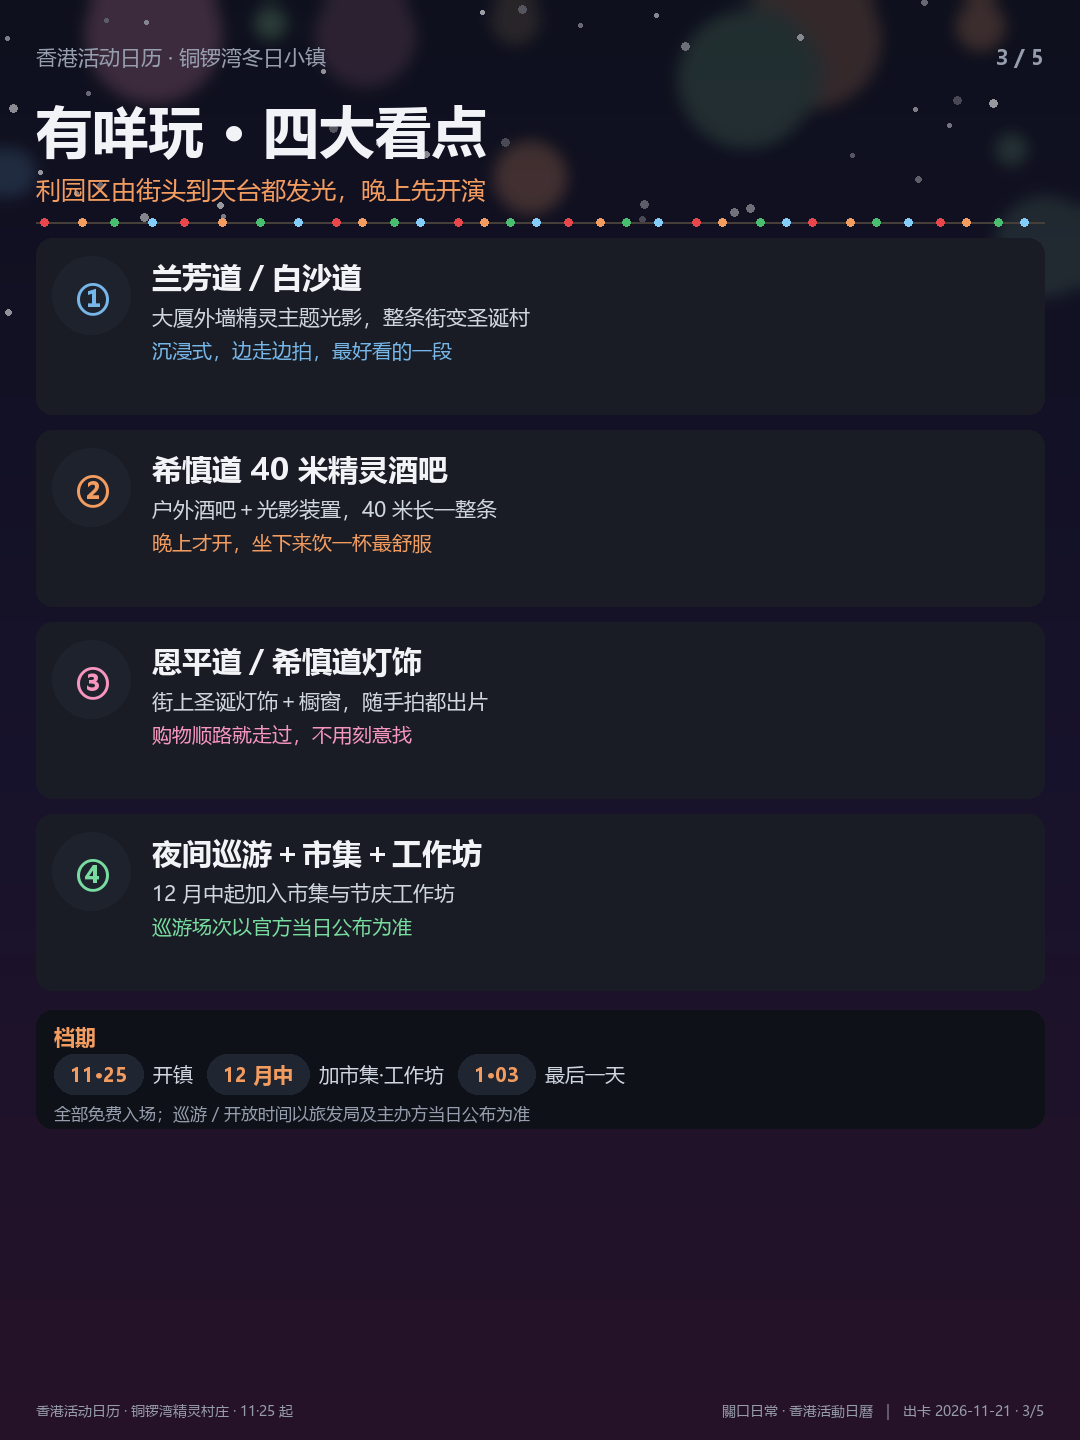 香港活动日历 · 铜锣湾冬日小镇
3 / 5
有咩玩 · 四大看点
利园区由街头到天台都发光，晚上先开演
① 兰芳道 / 白沙道
大厦外墙精灵主题光影，整条街变圣诞村
沉浸式，边走边拍，最好看的一段
② 希慎道 40 米精灵酒吧
户外酒吧 + 光影装置，40 米长一整条
晚上才开，坐下来饮一杯最舒服
③ 恩平道 / 希慎道灯饰
街上圣诞灯饰 + 橱窗，随手拍都出片
购物顺路就走过，不用刻意找
④ 夜间巡游 + 市集 + 工作坊
12 月中起加入市集与节庆工作坊
巡游场次以官方当日公布为准
档期
11·25 开镇 12 月中 加市集·工作坊 1·03 最后一天
全部免费入场；巡游 / 开放时间以旅发局及主办方当日公布为准
香港活动日历 · 铜锣湾精灵村庄 · 11·25 起
關口日常 · 香港活動日曆 ｜ 出卡 2026-11-21 · 3/5